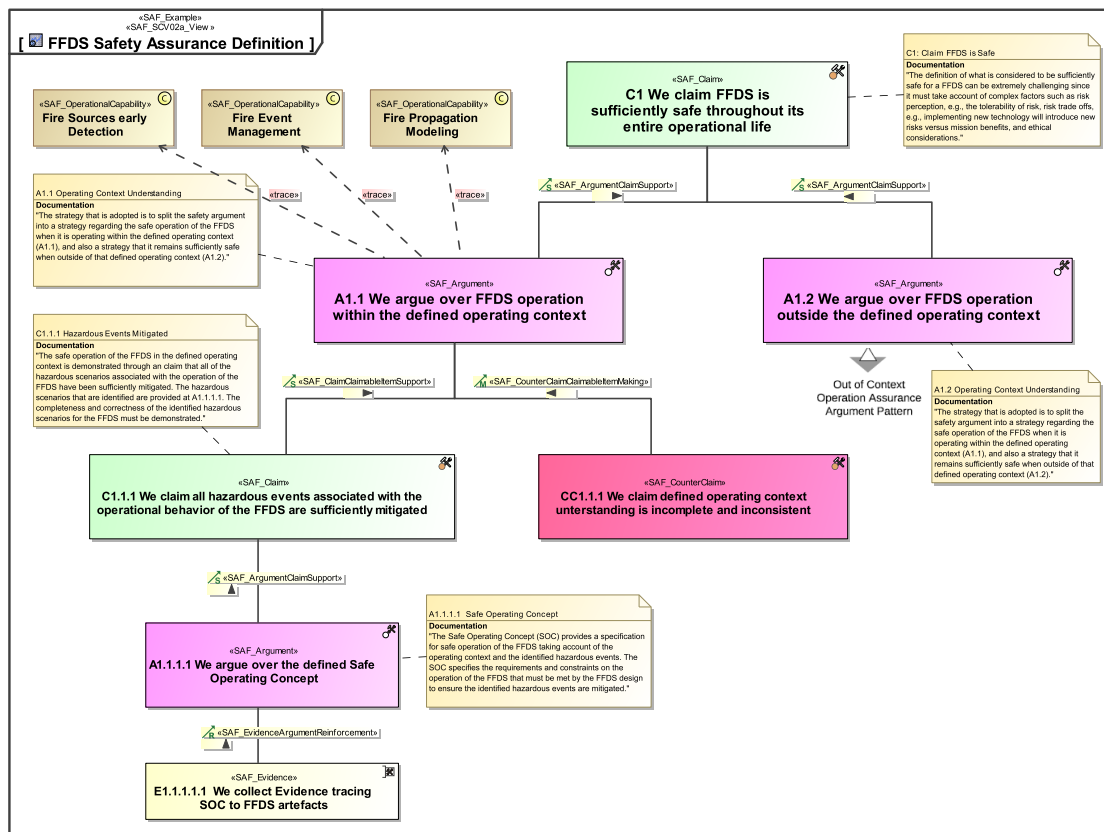 «SAF_Example»
«SAF_SCV02a_View »
[ FFDS Safety Assurance Definition ]
«SAF_OperationalCapability»
Fire Sources early
Detection
C
«SAF_OperationalCapability»
Fire Event
Management
C
«SAF_OperationalCapability»
Fire Propagation
Modeling
C
«SAF_Claim»
C1 We claim FFDS is
sufficiently safe throughout its
entire operational life
C1: Claim FFDS is Safe
Documentation
"The definition of what is considered to be sufficiently
safe for a FFDS can be extremely challenging since
it must take account of complex factors such as risk
perception, e.g., the tolerability of risk, risk trade offs,
e.g., implementing new technology will introduce new
risks versus mission benefits, and ethical
considerations."
«trace»
«trace»
«trace»
S «SAF_ArgumentClaimSupport»
S «SAF_ArgumentClaimSupport»
A1.1 Operating Context Understanding
Documentation
"The strategy that is adopted is to split the safety argument
into a strategy regarding the safe operation of the FFDS
when it is operating within the defined operating context
(A1.1), and also a strategy that it remains sufficiently safe
when outside of that defined operating context (A1.2)."
«SAF_Argument»
A1.1 We argue over FFDS operation
within the defined operating context
«SAF_Argument»
A1.2 We argue over FFDS operation
outside the defined operating context
Out of Context
Operation Assurance
Argument Pattern
C1.1.1 Hazardous Events Mitigated
Documentation
"The safe operation of the FFDS in the defined operating
context is demonstrated through an claim that all of the
hazardous scenarios associated with the operation of the
FFDS have been sufficiently mitigated. The hazardous
scenarios that are identified are provided at A1.1.1.1. The
completeness and correctness of the identified hazardous
scenarios for the FFDS must be demonstrated."
S «SAF_ClaimClaimableItemSupport»
M «SAF_CounterClaimClaimableItemMaking»
A1.2 Operating Context Understanding
Documentation
"The strategy that is adopted is to split the
safety argument into a strategy regarding the
safe operation of the FFDS when it is
operating within the defined operating
context (A1.1), and also a strategy that it
remains sufficiently safe when outside of that
defined operating context (A1.2)."
«SAF_Claim»
C1.1.1 We claim all hazardous events associated with the
operational behavior of the FFDS are sufficiently mitigated
«SAF_CounterClaim»
CC1.1.1 We claim defined operating context
unterstanding is incomplete and inconsistent
S «SAF_ArgumentClaimSupport»
«SAF_Argument»
A1.1.1.1 We argue over the defined Safe
Operating Concept
A1.1.1.1 Safe Operating Concept
Documentation
"The Safe Operating Concept (SOC) provides a specification
for safe operation of the FFDS taking account of the
operating context and the identified hazardous events. The
SOC specifies the requirements and constraints on the
operation of the FFDS that must be met by the FFDS design
to ensure the identified hazardous events are mitigated."
R «SAF_EvidenceArgumentReinforcement»
«SAF_Evidence»
E1.1.1.1.1 We collect Evidence tracing
SOC to FFDS artefacts